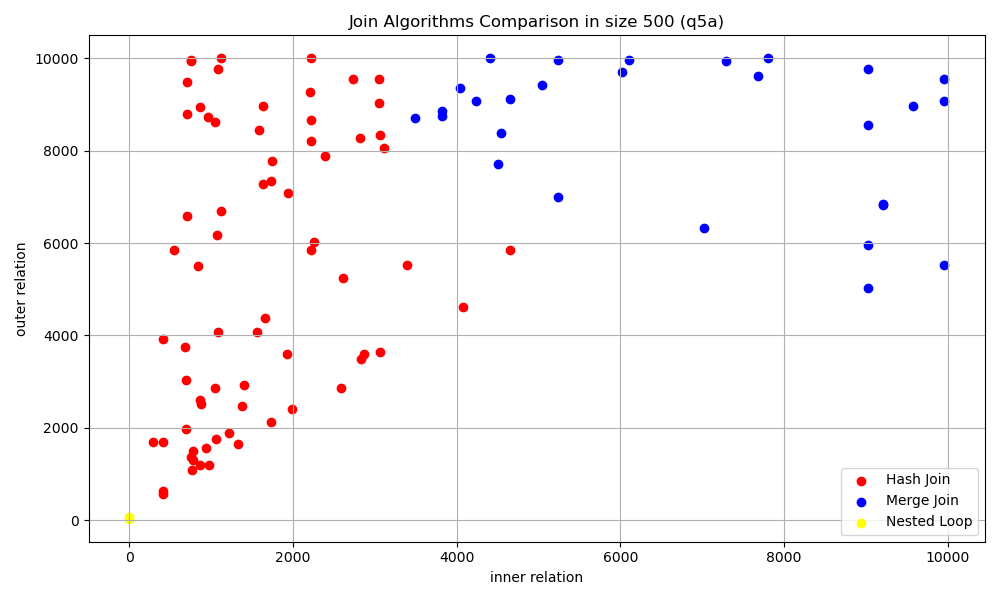 Join Algorithms Comparison in size 500 (q5a)
10000
8000
6000
4000
2000
0
outer relation
Hash Join
Merge Join
Nested Loop
0 2000 4000 6000 8000 10000
inner relation